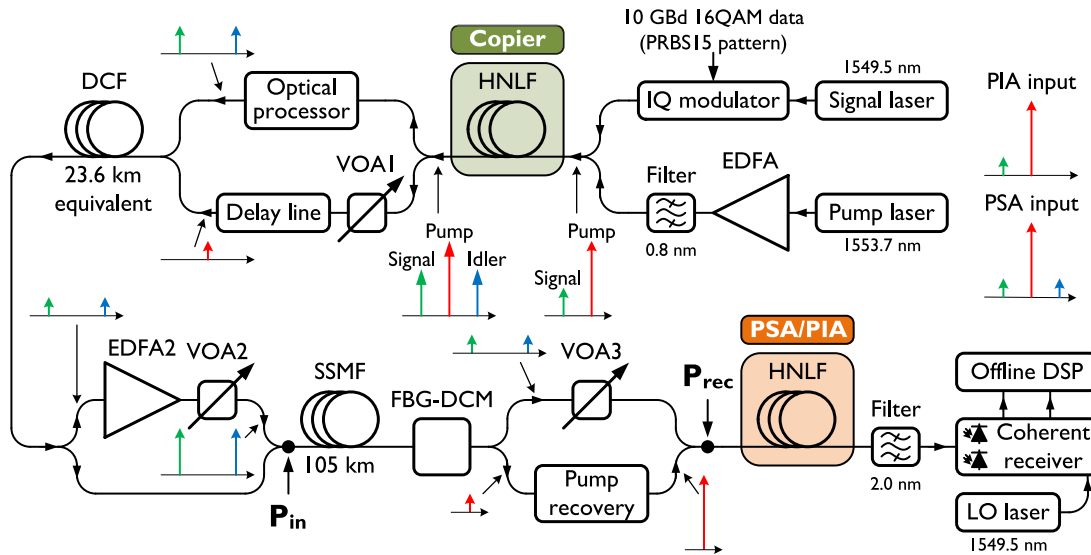 10 GBd 16QAM data
(PRBS15 pattern)
Copier
HNLF
1549.5 nm
IQ modulator
Signal laser
PIA input
DCF
Optical
processor
23.6 km
equivalent
VOA1
Delay line
Filter
0.8 nm
EDFA
Pump laser
1553.7 nm
PSA input
Pump
Signal
Idler
Pump
Signal
PSA/PIA
HNLF
EDFA2
VOA2
SSMF
105 km
FBG-DCM
VOA3
Prec
Pin
Pump
recovery
Filter
2.0 nm
Offline DSP
Coherent
receiver
LO laser
1549.5 nm